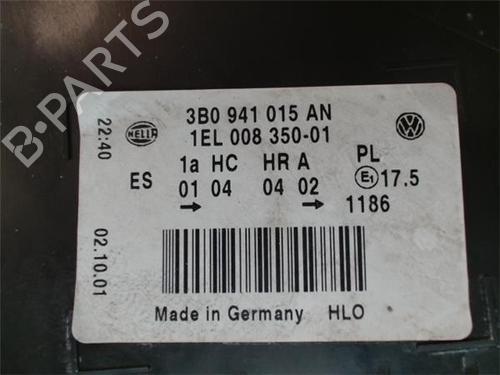 B-PARTS
22:40
HELLA
3B0 941 015 AN
1EL 008 350-01
1a HC HR A PL
ES 01 04 04 02 E1 17.5
→ → 1186
02.10.01
Made in Germany HLO